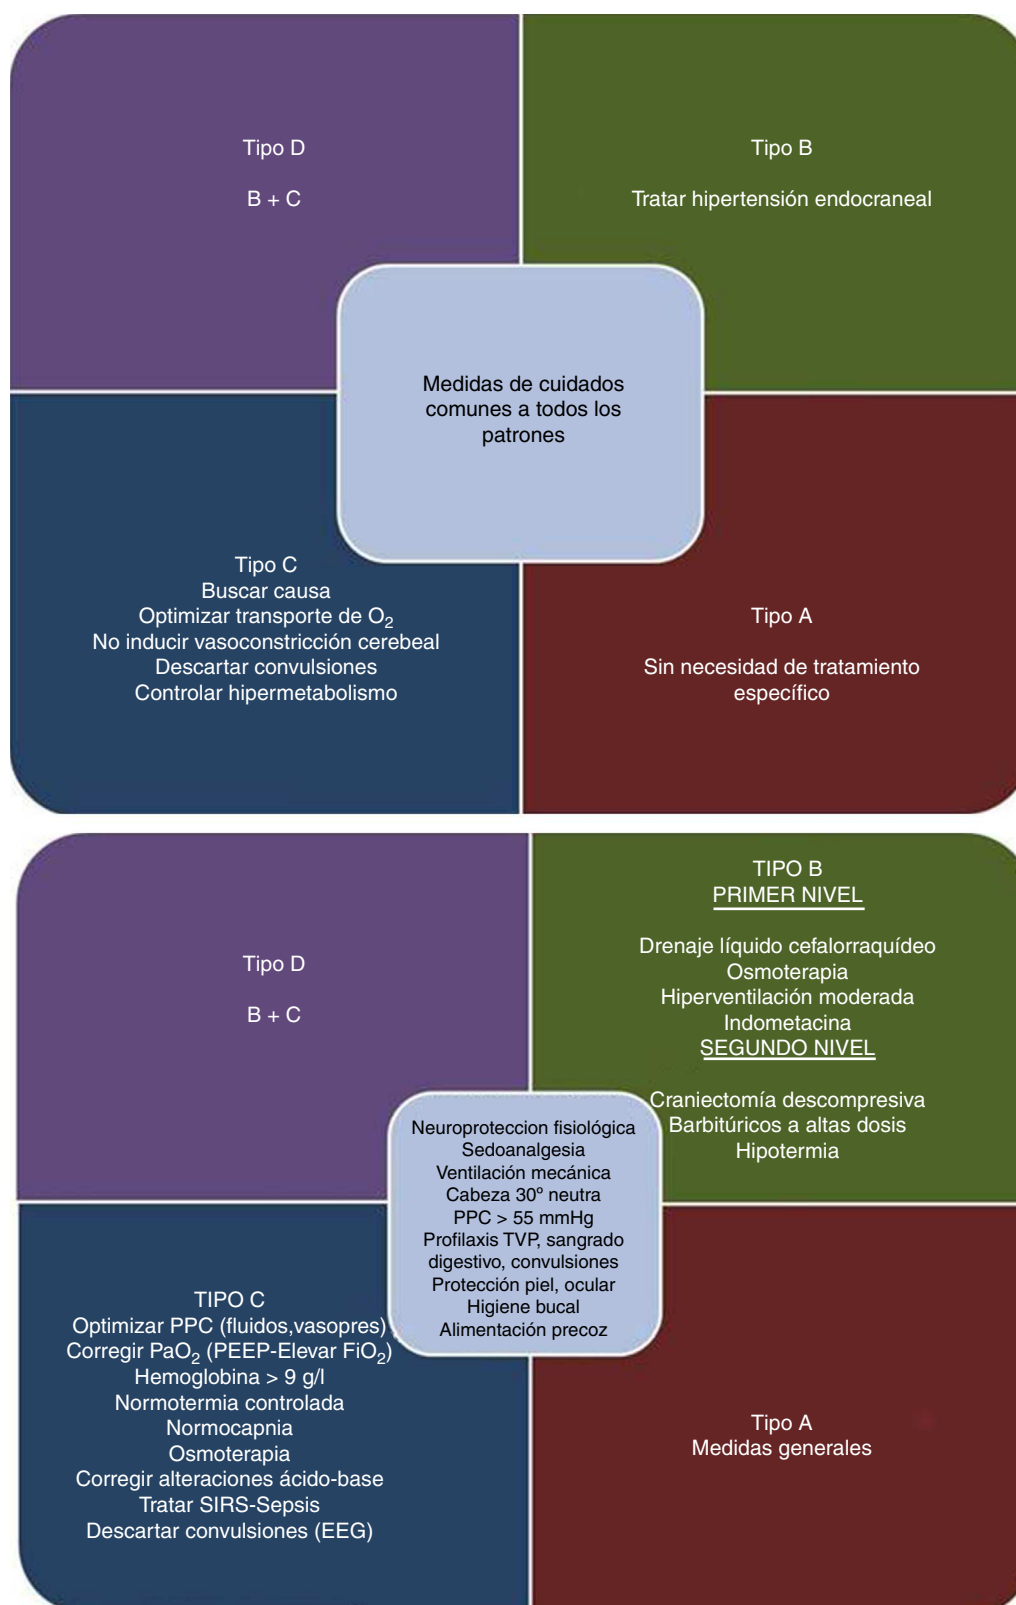 Tipo D
B + C
Tipo B
Tratar hipertensión endocraneal
Medidas de cuidados
comunes a todos los
patrones
Tipo C
Buscar causa
Optimizar transporte de O₂
No inducir vasoconstricción cerebeal
Descartar convulsiones
Controlar hipermetabolismo
Tipo A
Sin necesidad de tratamiento
específico
Tipo D
B + C
TIPO B
PRIMER NIVEL
Drenaje líquido cefalorraquídeo
Osmoterapia
Hiperventilación moderada
Indometacina
SEGUNDO NIVEL
Craniectomía descompresiva
Barbitúricos a altas dosis
Hipotermia
Neuroproteccion fisiológica
Sedoanalgesia
Ventilación mecánica
Cabeza 30º neutra
PPC > 55 mmHg
Profilaxis TVP, sangrado
digestivo, convulsiones
Protección piel, ocular
Higiene bucal
Alimentación precoz
TIPO C
Optimizar PPC (fluidos,vasopres)
Corregir PaO₂ (PEEP-Elevar FiO₂)
Hemoglobina > 9 g/l
Normotermia controlada
Normocapnia
Osmoterapia
Corregir alteraciones ácido-base
Tratar SIRS-Sepsis
Descartar convulsiones (EEG)
Tipo A
Medidas generales